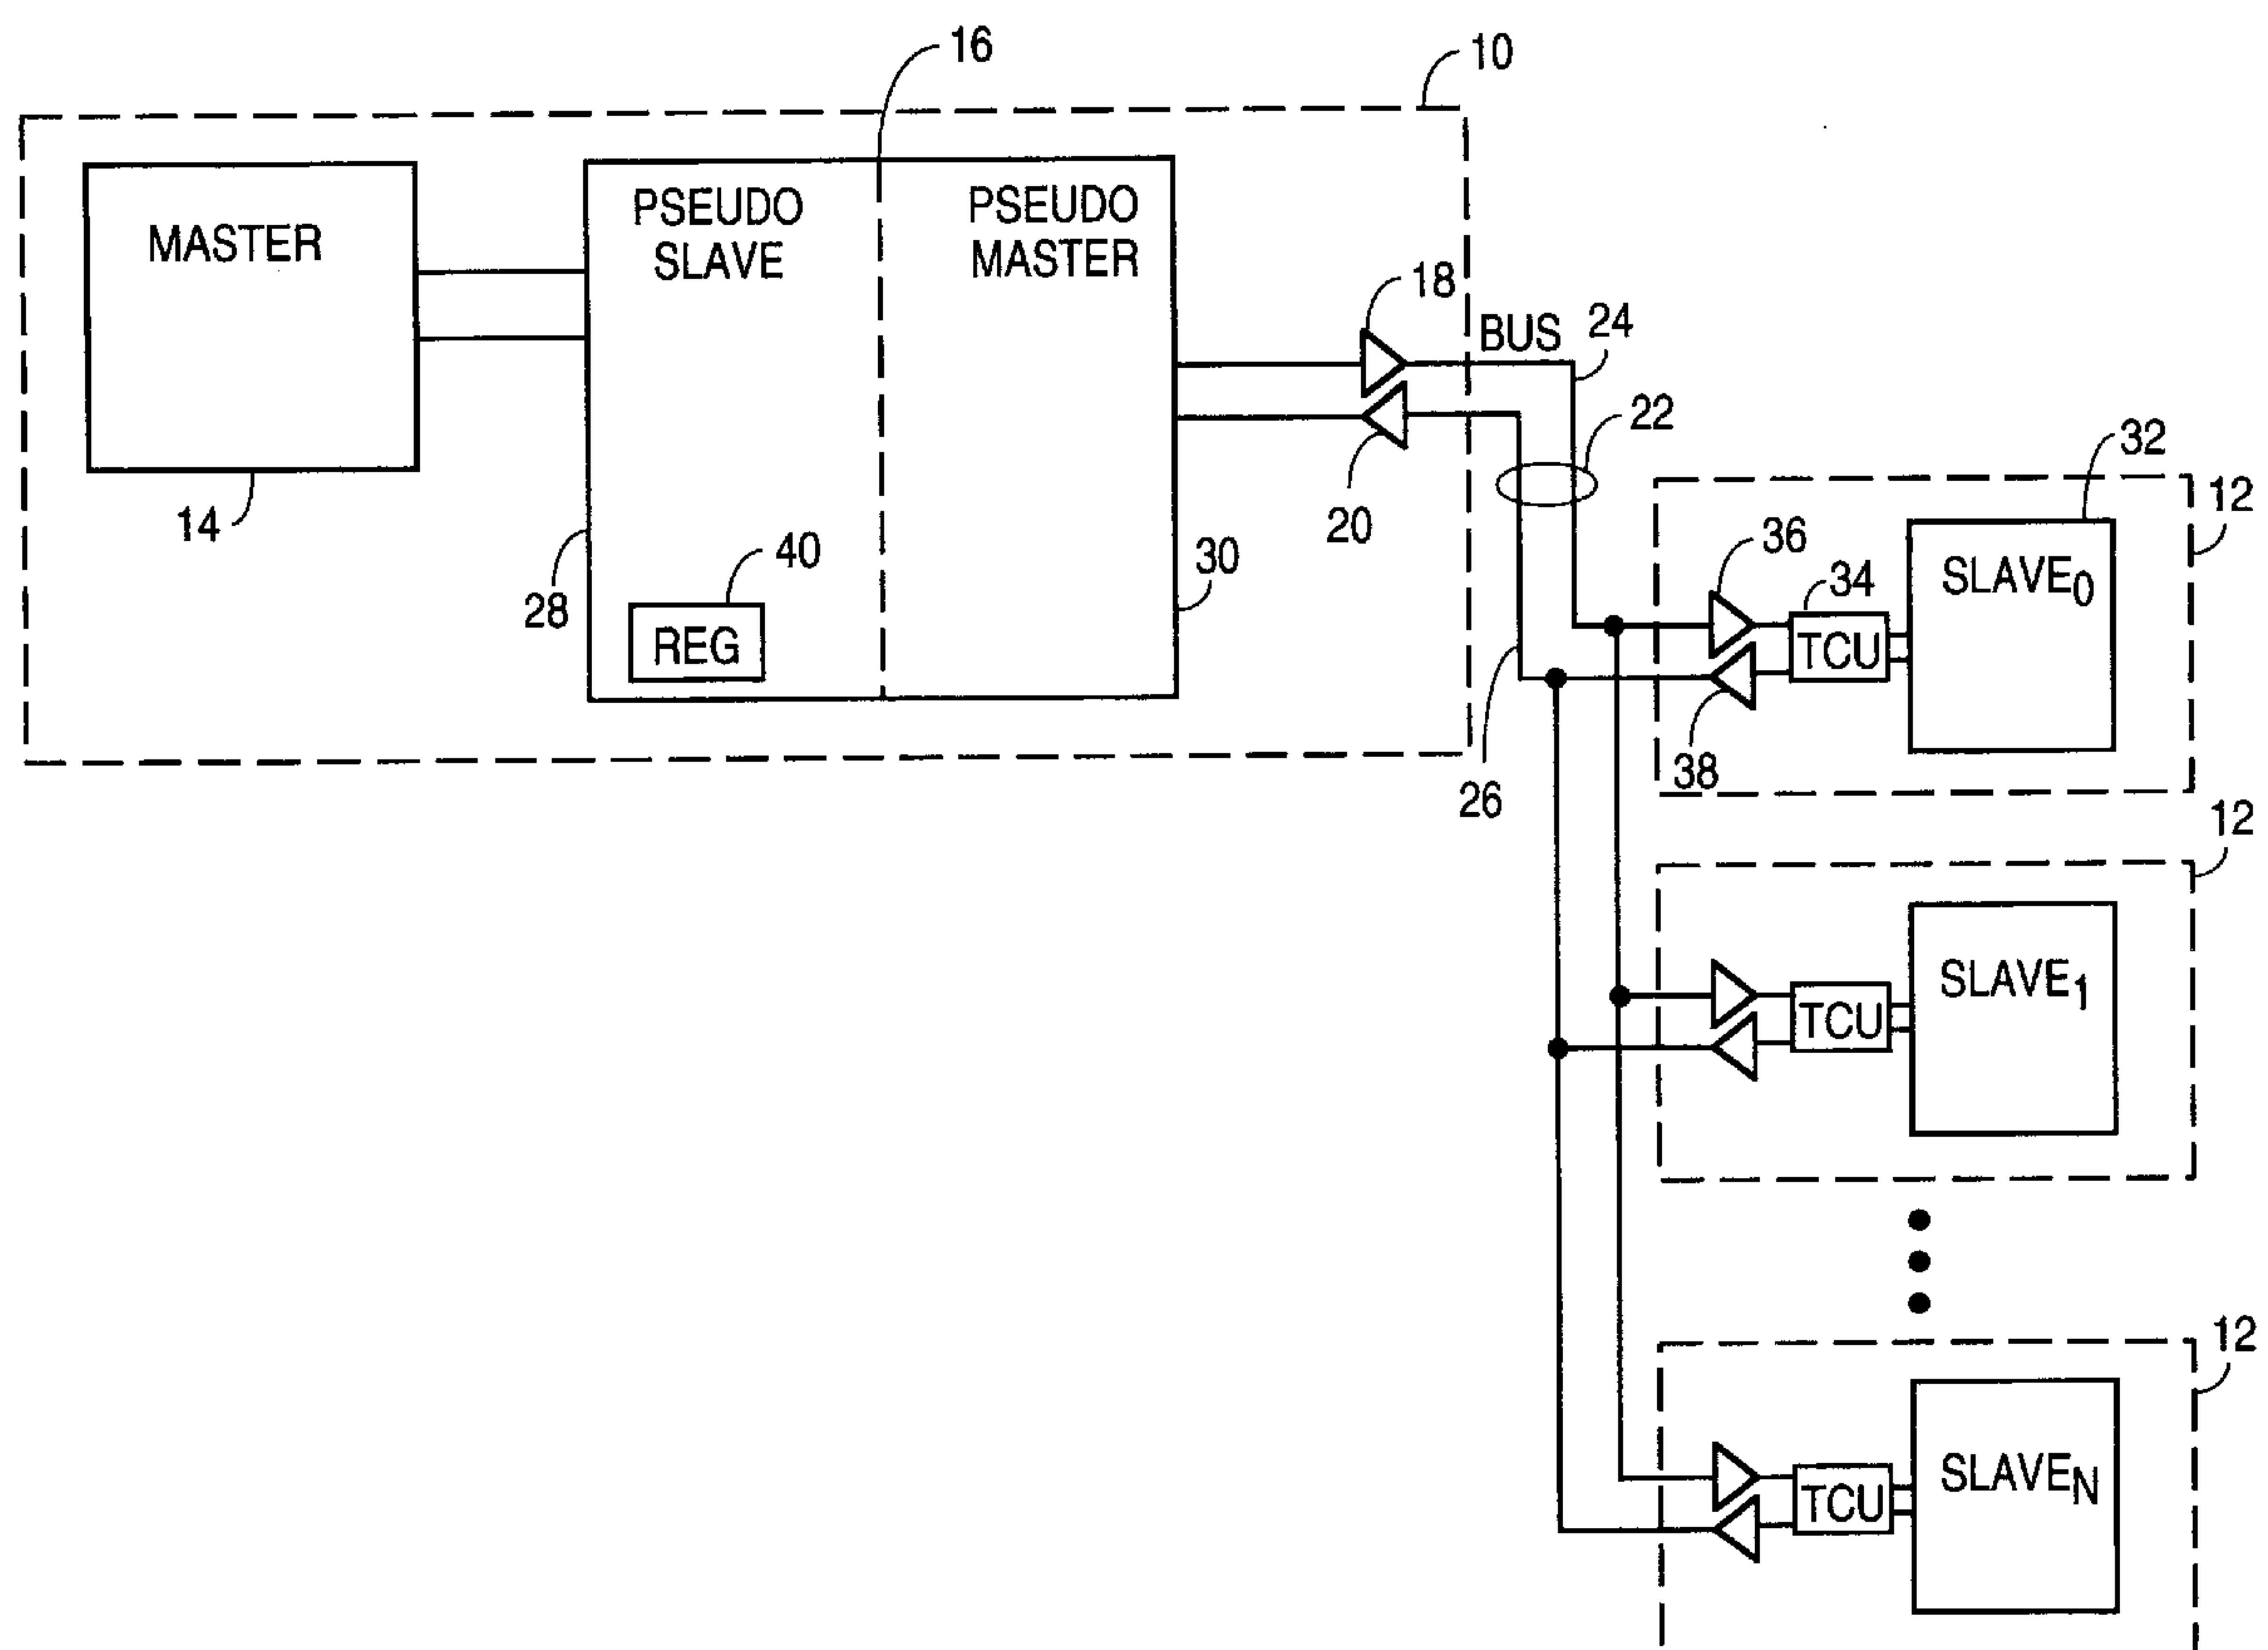 16
10
MASTER
PSEUDO
SLAVE
PSEUDO
MASTER
18
BUS
24
22
32
12
14
20
36
34
SLAVE0
28
40
30
TCU
REG
26
38
12
SLAVE1
TCU
12
SLAVEN
TCU